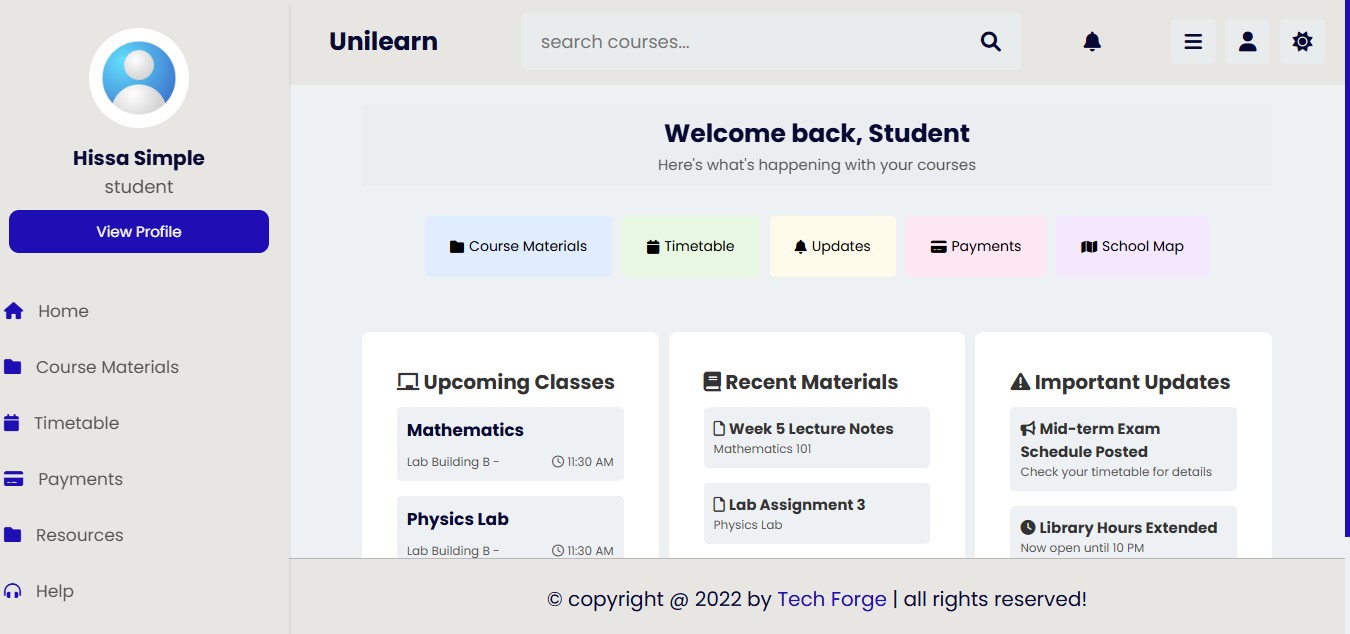 Hissa Simple
student
View Profile
Home
Course Materials
Timetable
Payments
Resources
Help
Unilearn
search courses...
Welcome back, Student
Here's what's happening with your courses
Course Materials
Timetable
Updates
Payments
School Map
Upcoming Classes
Mathematics
Lab Building B - 11:30 AM
Physics Lab
Lab Building B - 11:30 AM
Recent Materials
Week 5 Lecture Notes
Mathematics 101
Lab Assignment 3
Physics Lab
Important Updates
Mid-term Exam
Schedule Posted
Check your timetable for details
Library Hours Extended
Now open until 10 PM
© copyright @ 2022 by Tech Forge | all rights reserved!